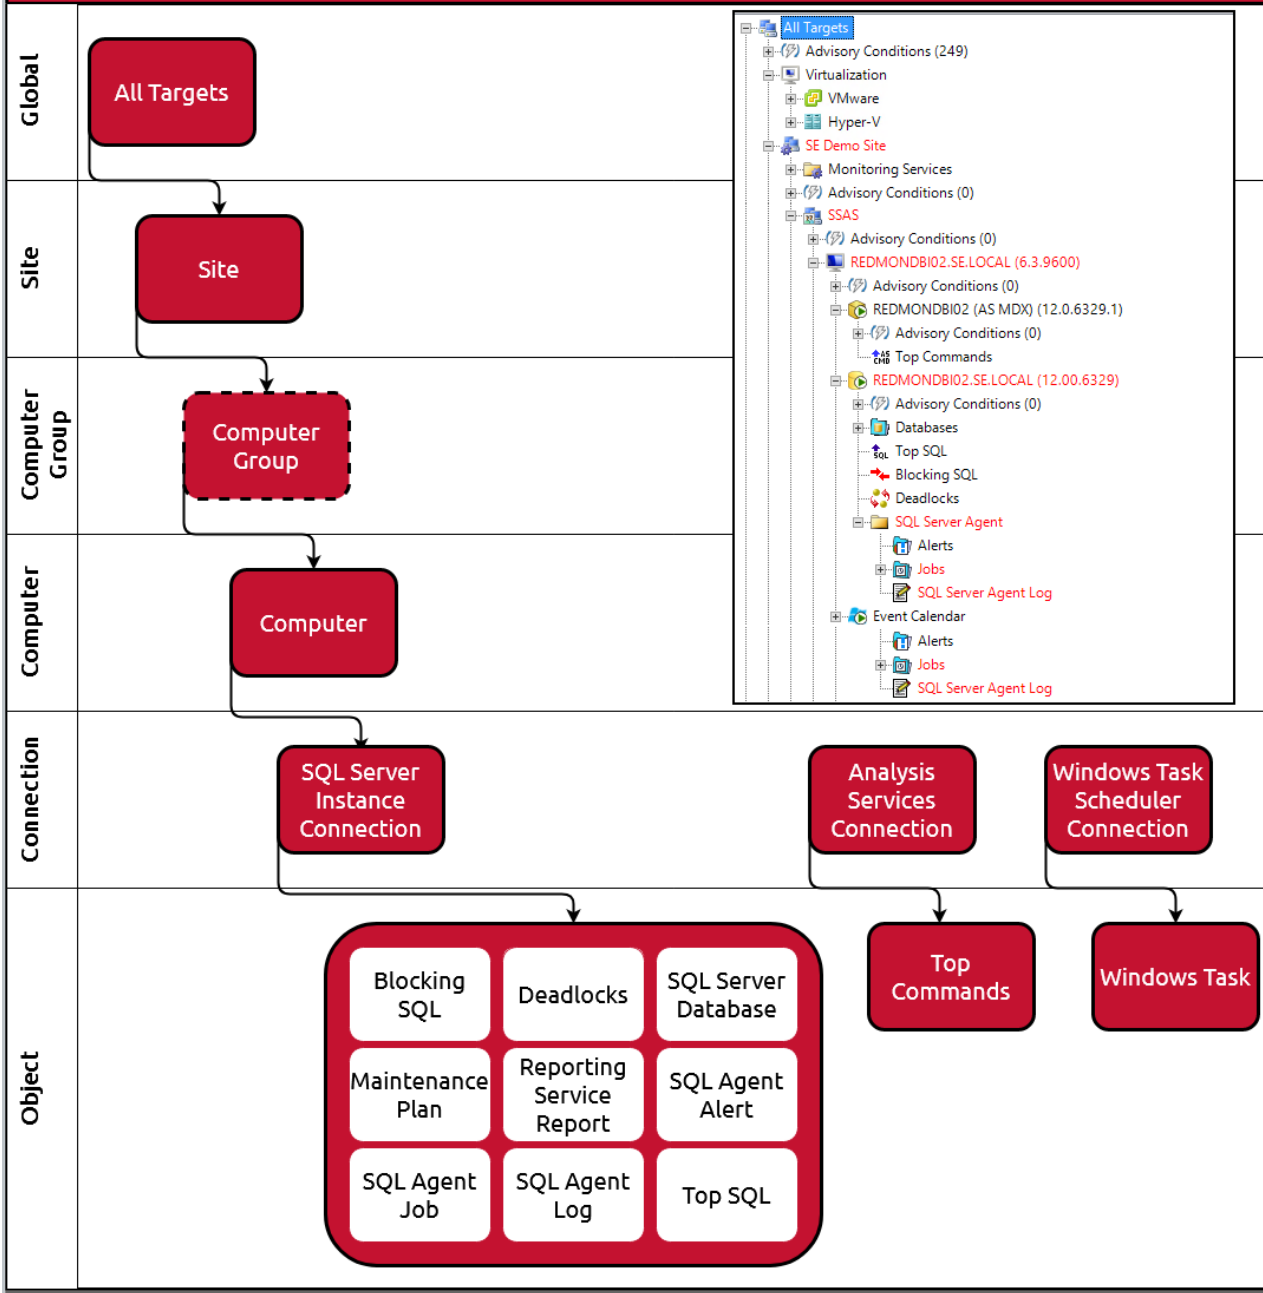 Global
All Targets
Site
Site
Computer
Group
Computer
Group
Computer
Computer
Connection
SQL Server
Instance
Connection
Analysis
Services
Connection
Windows Task
Scheduler
Connection
Object
Blocking
SQL
Deadlocks
SQL Server
Database
Maintenance
Plan
Reporting
Service
Report
SQL Agent
Alert
SQL Agent
Job
SQL Agent
Log
Top SQL
Top
Commands
Windows Task
All Targets
Advisory Conditions (249)
Virtualization
VMware
Hyper-V
SE Demo Site
Monitoring Services
Advisory Conditions (0)
SSAS
Advisory Conditions (0)
REDMONDBI02.SE.LOCAL (6.3.9600)
Advisory Conditions (0)
REDMONDBI02 (AS MDX) (12.0.6329.1)
Advisory Conditions (0)
AS
CMD
Top Commands
REDMONDBI02.SE.LOCAL (12.00.6329)
Advisory Conditions (0)
Databases
SQL
Top SQL
Blocking SQL
Deadlocks
SQL Server Agent
Alerts
Jobs
SQL Server Agent Log
Event Calendar
Alerts
Jobs
SQL Server Agent Log